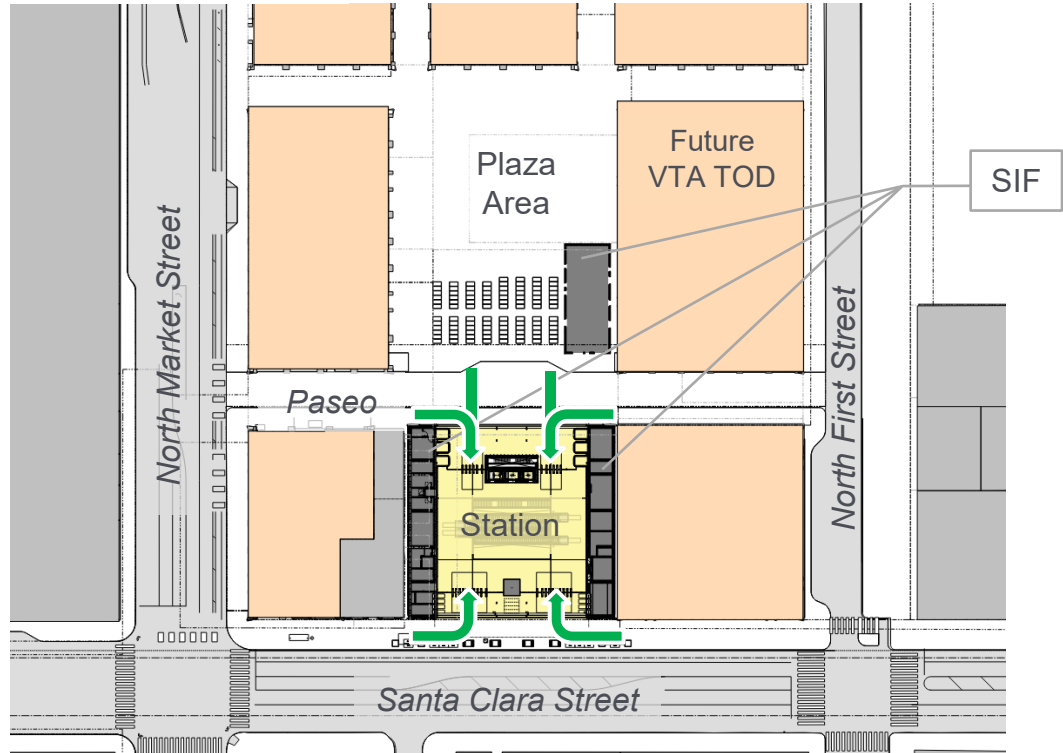 Plaza
Area
Future
VTA TOD
SIF
North Market Street
North First Street
Paseo
Station
Santa Clara Street